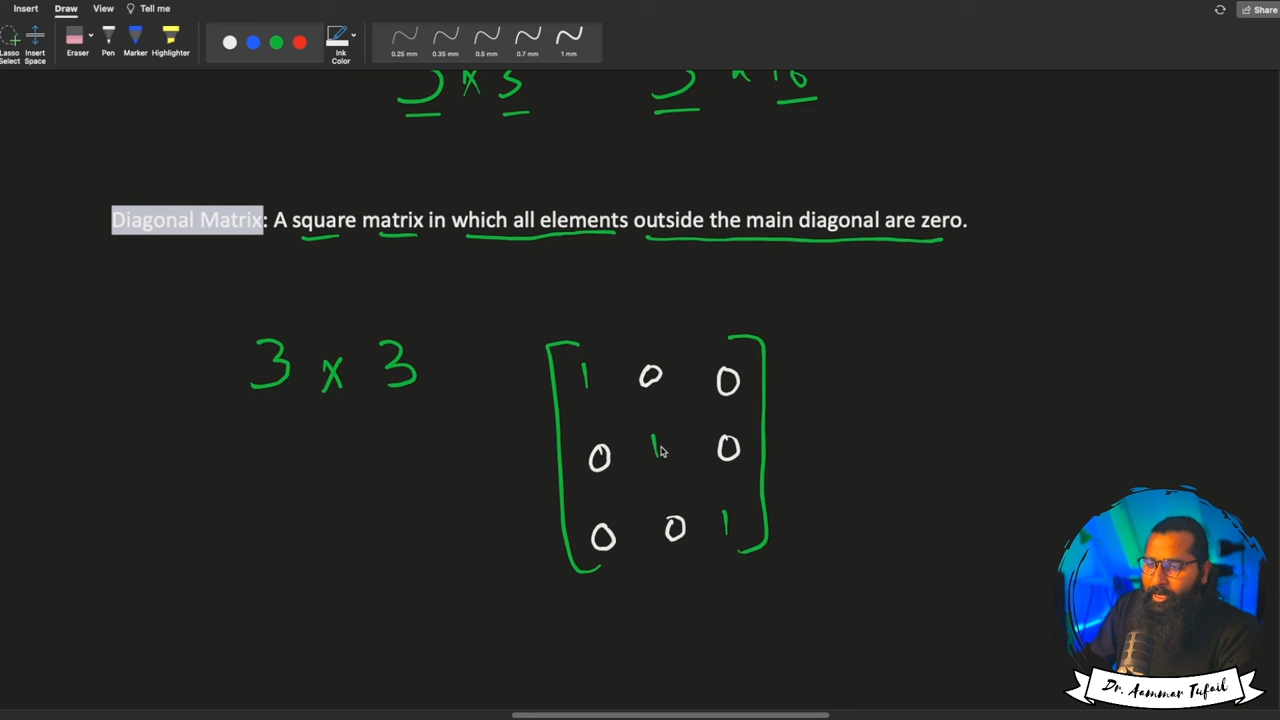 Insert Draw View Tell me
Share
Lasso Select Insert Space Eraser Pen Marker Highlighter Ink Color 0.25 mm 0.35 mm 0.5 mm 0.7 mm 1 mm
Diagonal Matrix: A square matrix in which all elements outside the main diagonal are zero.
3 x 3
1 0 0
0 1 0
0 0 1
Dr. Aammar Tufail